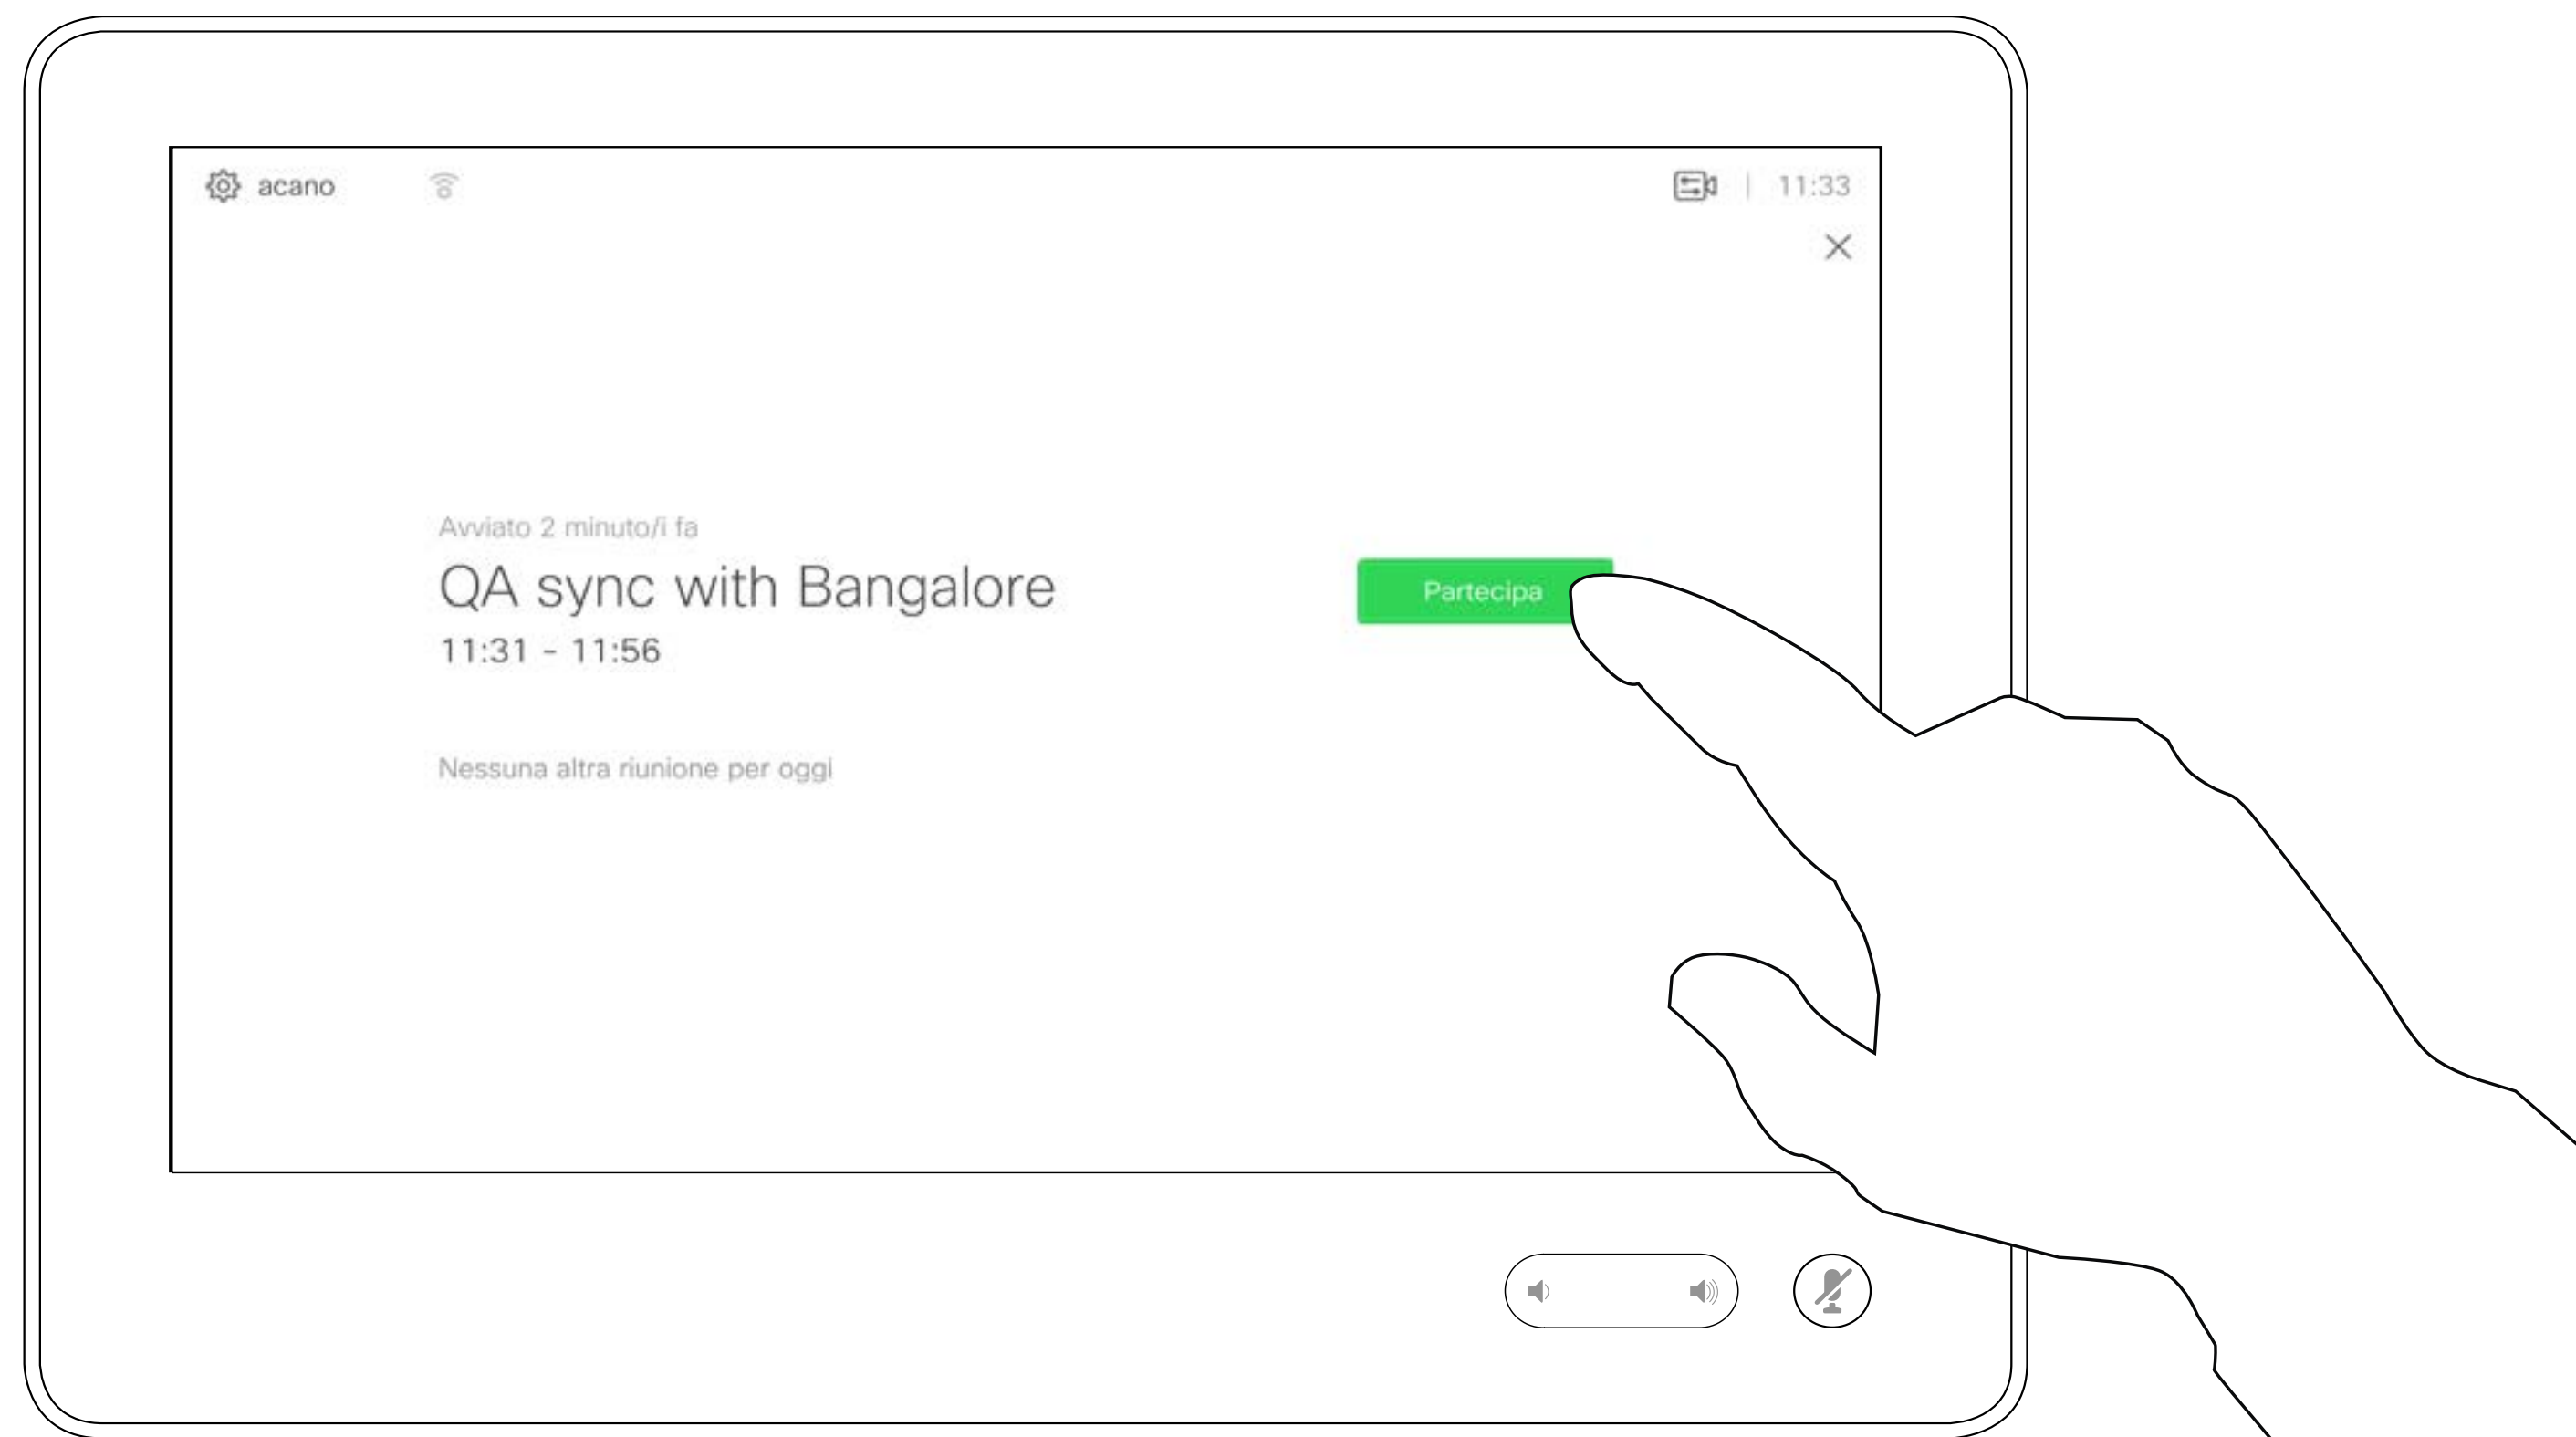 acano
11:33
Avviato 2 minuto/i fa
QA sync with Bangalore
Partecipa
11:31 - 11:56
Nessuna altra riunione per oggi